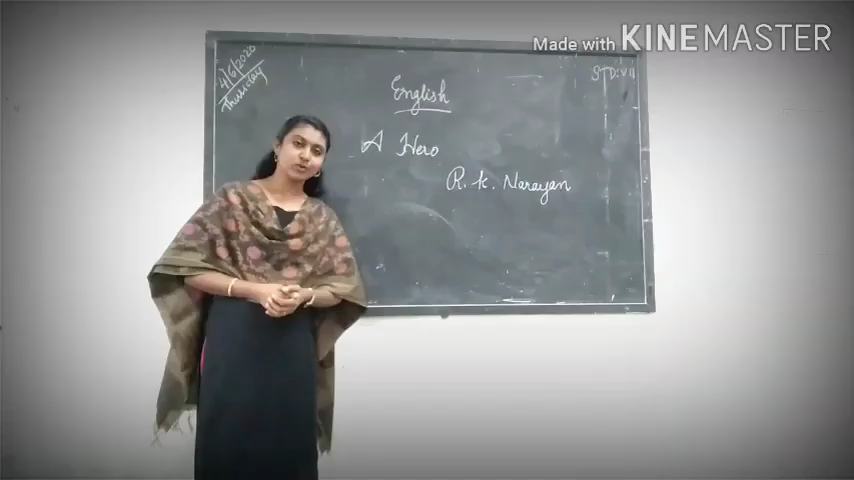 Made with KINEMASTER
4/6/2020
Thursday
STD: VII
English
A Hero
R. K. Narayan